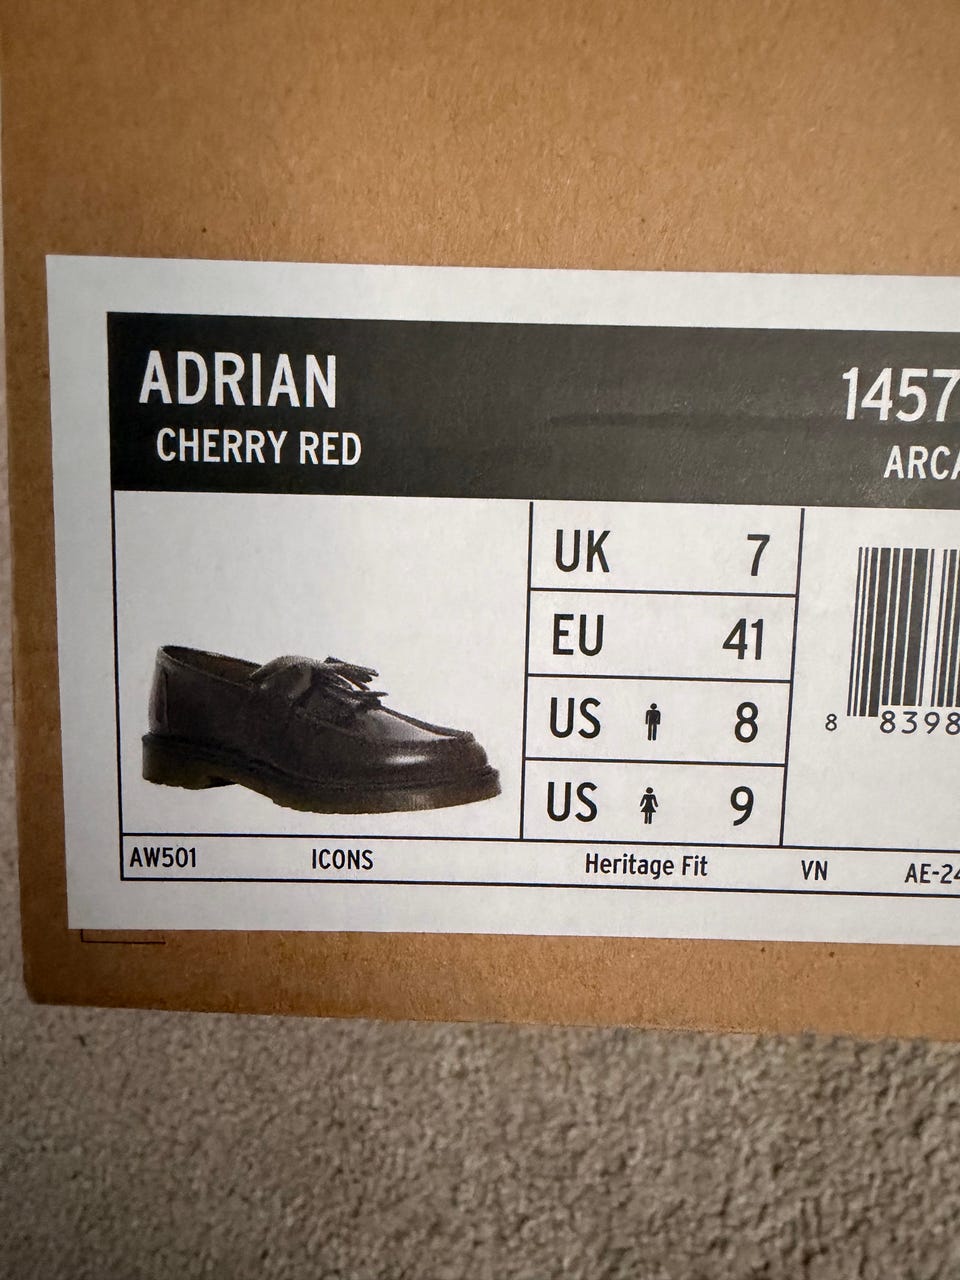 ADRIAN 1457
CHERRY RED
UK 7
EU 41
US 8
US 9
8 8398
AW501 ICONS Heritage Fit VN AE-24